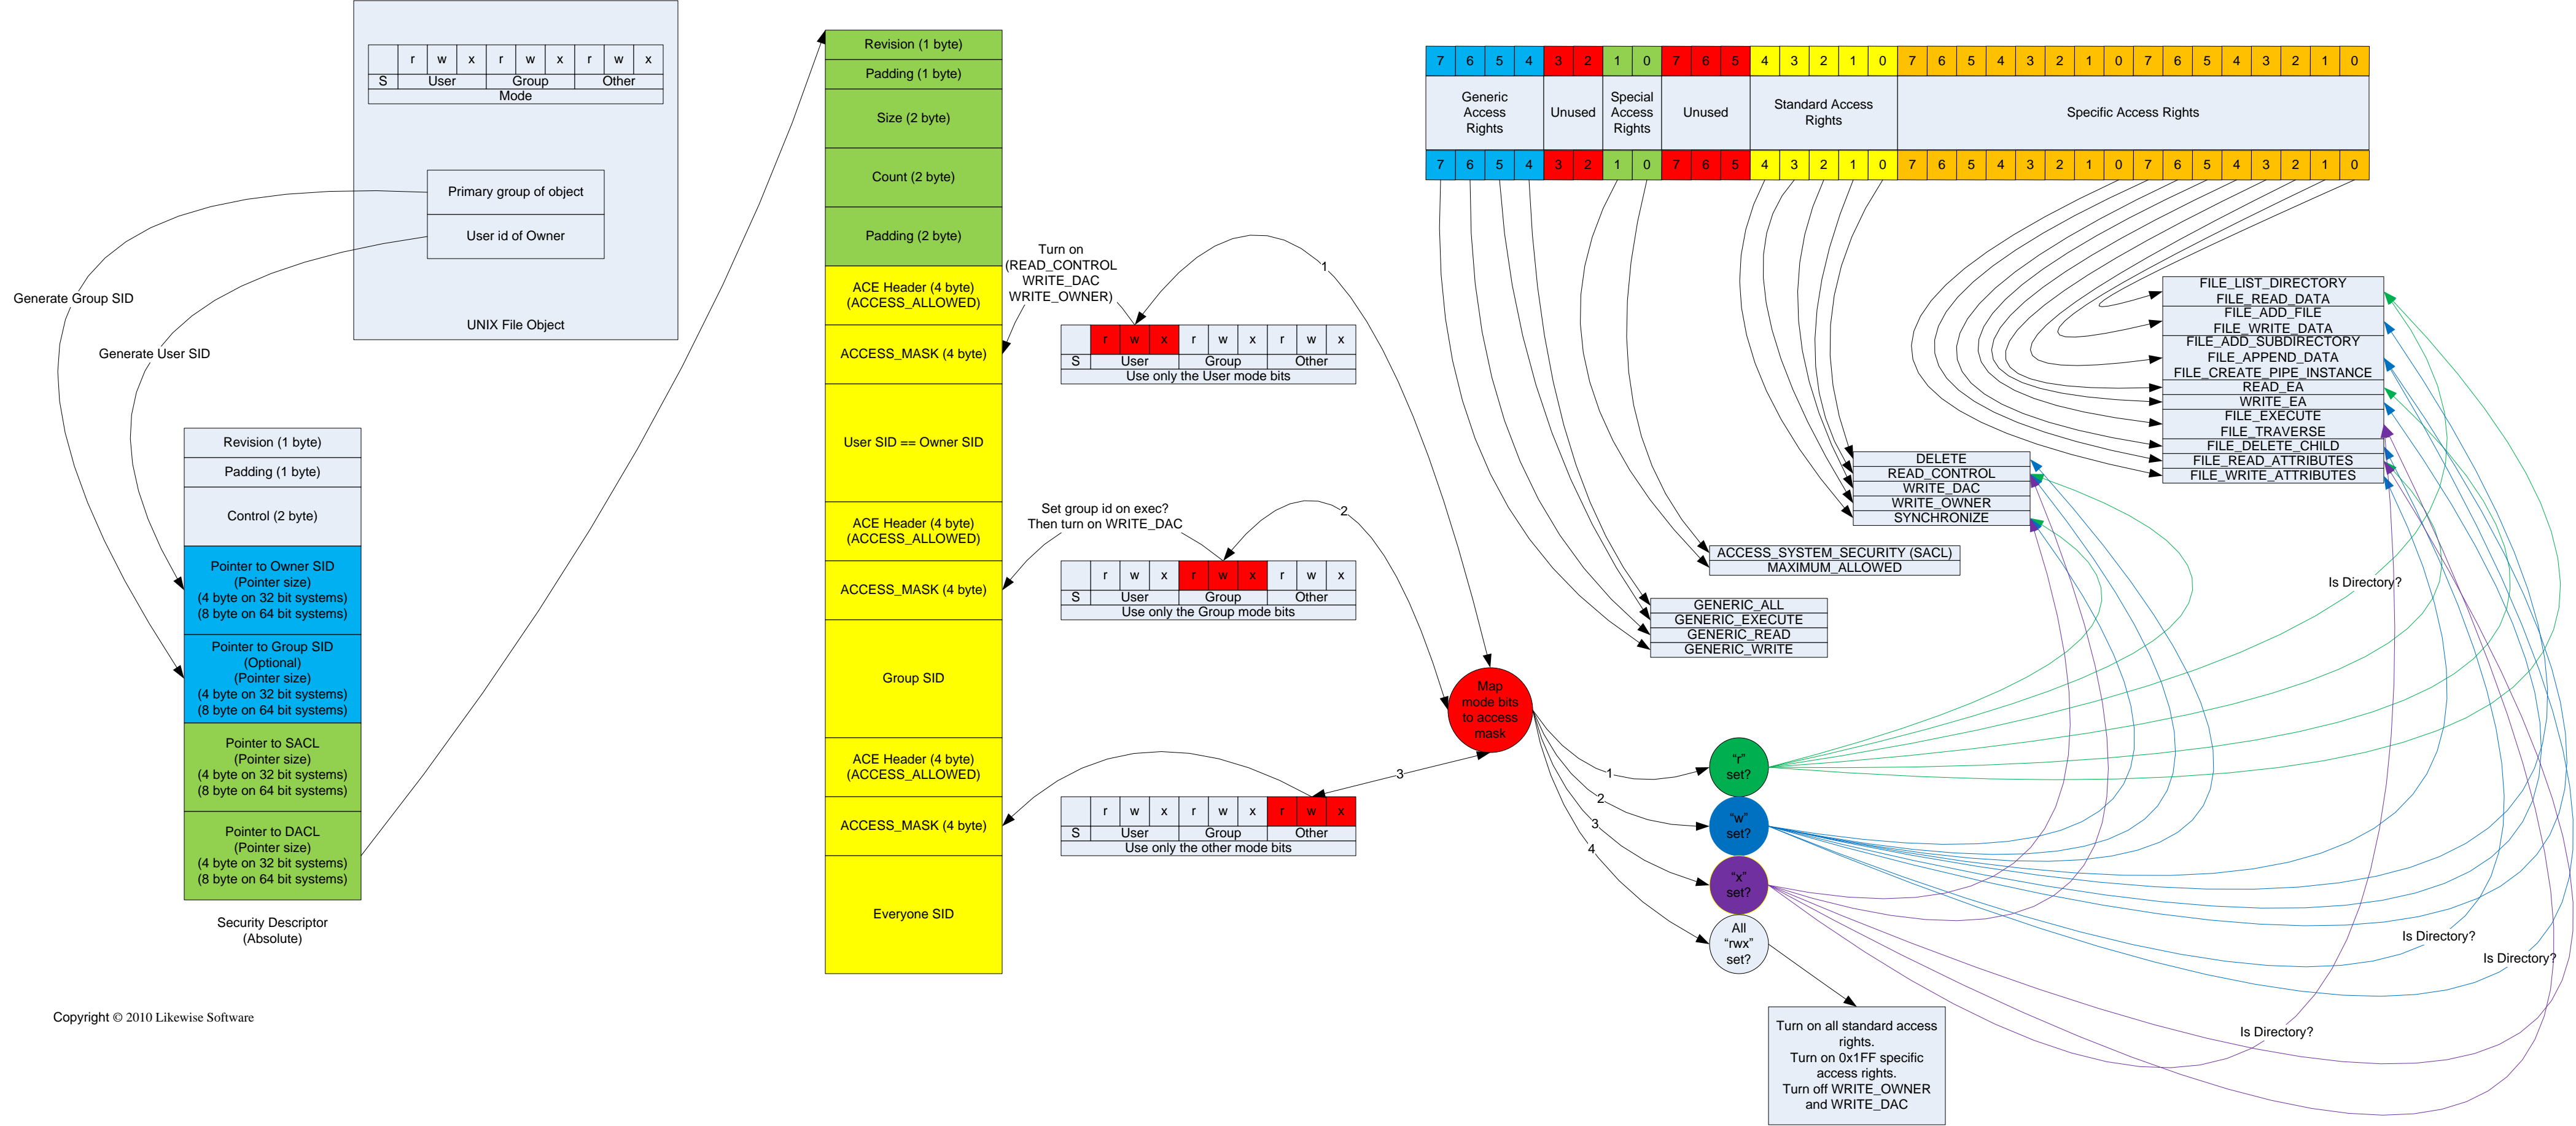 r w x r w x r w x
S User Group Other
Mode
Primary group of object
User id of Owner
UNIX File Object
Generate Group SID
Generate User SID
Revision (1 byte)
Padding (1 byte)
Control (2 byte)
Pointer to Owner SID
(Pointer size)
(4 byte on 32 bit systems)
(8 byte on 64 bit systems)
Pointer to Group SID
(Optional)
(Pointer size)
(4 byte on 32 bit systems)
(8 byte on 64 bit systems)
Pointer to SACL
(Pointer size)
(4 byte on 32 bit systems)
(8 byte on 64 bit systems)
Pointer to DACL
(Pointer size)
(4 byte on 32 bit systems)
(8 byte on 64 bit systems)
Security Descriptor
(Absolute)
Copyright © 2010 Likewise Software
Revision (1 byte)
Padding (1 byte)
Size (2 byte)
Count (2 byte)
Padding (2 byte)
ACE Header (4 byte)
(ACCESS_ALLOWED)
ACCESS_MASK (4 byte)
User SID == Owner SID
ACE Header (4 byte)
(ACCESS_ALLOWED)
ACCESS_MASK (4 byte)
Group SID
ACE Header (4 byte)
(ACCESS_ALLOWED)
ACCESS_MASK (4 byte)
Everyone SID
Turn on
(READ_CONTROL
WRITE_DAC
WRITE_OWNER)
1
r w x r w x r w x
S User Group Other
Use only the User mode bits
Set group id on exec?
Then turn on WRITE_DAC
2
r w x r w x r w x
S User Group Other
Use only the Group mode bits
3
r w x r w x r w x
S User Group Other
Use only the other mode bits
Map
mode bits
to access
mask
1
2
3
4
"r"
set?
"w"
set?
"x"
set?
All
"rwx"
set?
Turn on all standard access
rights.
Turn on 0x1FF specific
access rights.
Turn off WRITE_OWNER
and WRITE_DAC
7 6 5 4 3 2 1 0 7 6 5 4 3 2 1 0 7 6 5 4 3 2 1 0 7 6 5 4 3 2 1 0
Generic
Access
Rights
Unused
Special
Access
Rights
Unused
Standard Access
Rights
Specific Access Rights
7 6 5 4 3 2 1 0 7 6 5 4 3 2 1 0 7 6 5 4 3 2 1 0 7 6 5 4 3 2 1 0
FILE_LIST_DIRECTORY
FILE_READ_DATA
FILE_ADD_FILE
FILE_WRITE_DATA
FILE_ADD_SUBDIRECTORY
FILE_APPEND_DATA
FILE_CREATE_PIPE_INSTANCE
READ_EA
WRITE_EA
FILE_EXECUTE
FILE_TRAVERSE
FILE_DELETE_CHILD
FILE_READ_ATTRIBUTES
FILE_WRITE_ATTRIBUTES
DELETE
READ_CONTROL
WRITE_DAC
WRITE_OWNER
SYNCHRONIZE
ACCESS_SYSTEM_SECURITY (SACL)
MAXIMUM_ALLOWED
GENERIC_ALL
GENERIC_EXECUTE
GENERIC_READ
GENERIC_WRITE
Is Directory?
Is Directory?
Is Directory?
Is Directory?